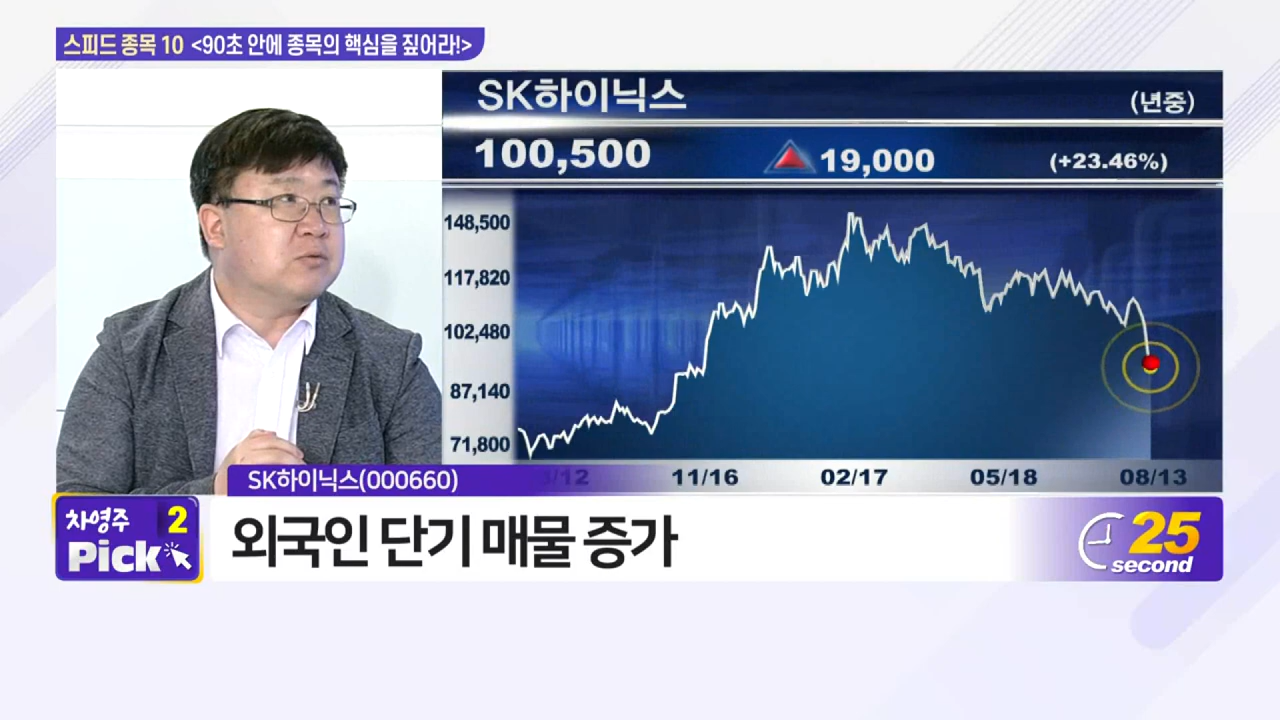 스피드 종목 10 <90초 안에 종목의 핵심을 짚어라!>
SK하이닉스 (년중)
100,500 19,000 (+23.46%)
148,500
117,820
102,480
87,140
71,800
/12 11/16 02/17 05/18 08/13
SK하이닉스(000660)
차영주 2
Pick
외국인 단기 매물 증가
25
second